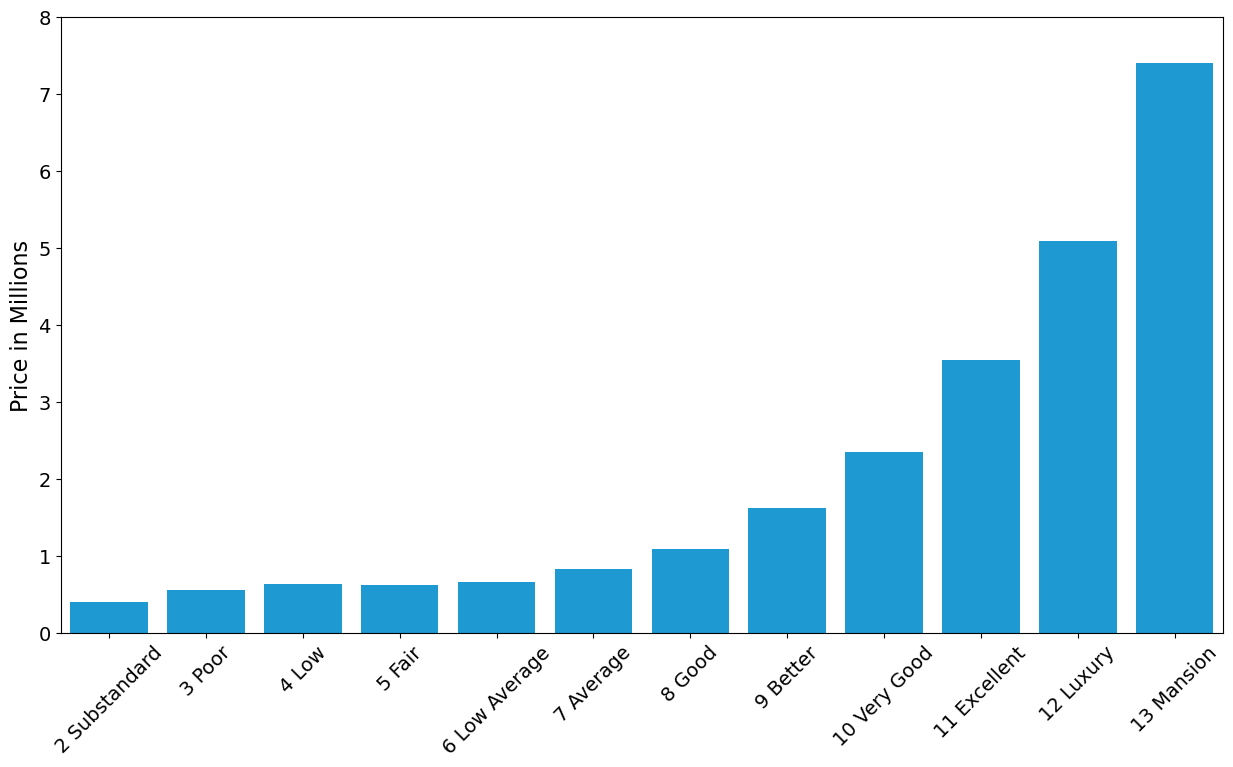 8
7
6
5
4
3
2
1
0
Price in Millions
2 Substandard
3 Poor
4 Low
5 Fair
6 Low Average
7 Average
8 Good
9 Better
10 Very Good
11 Excellent
12 Luxury
13 Mansion